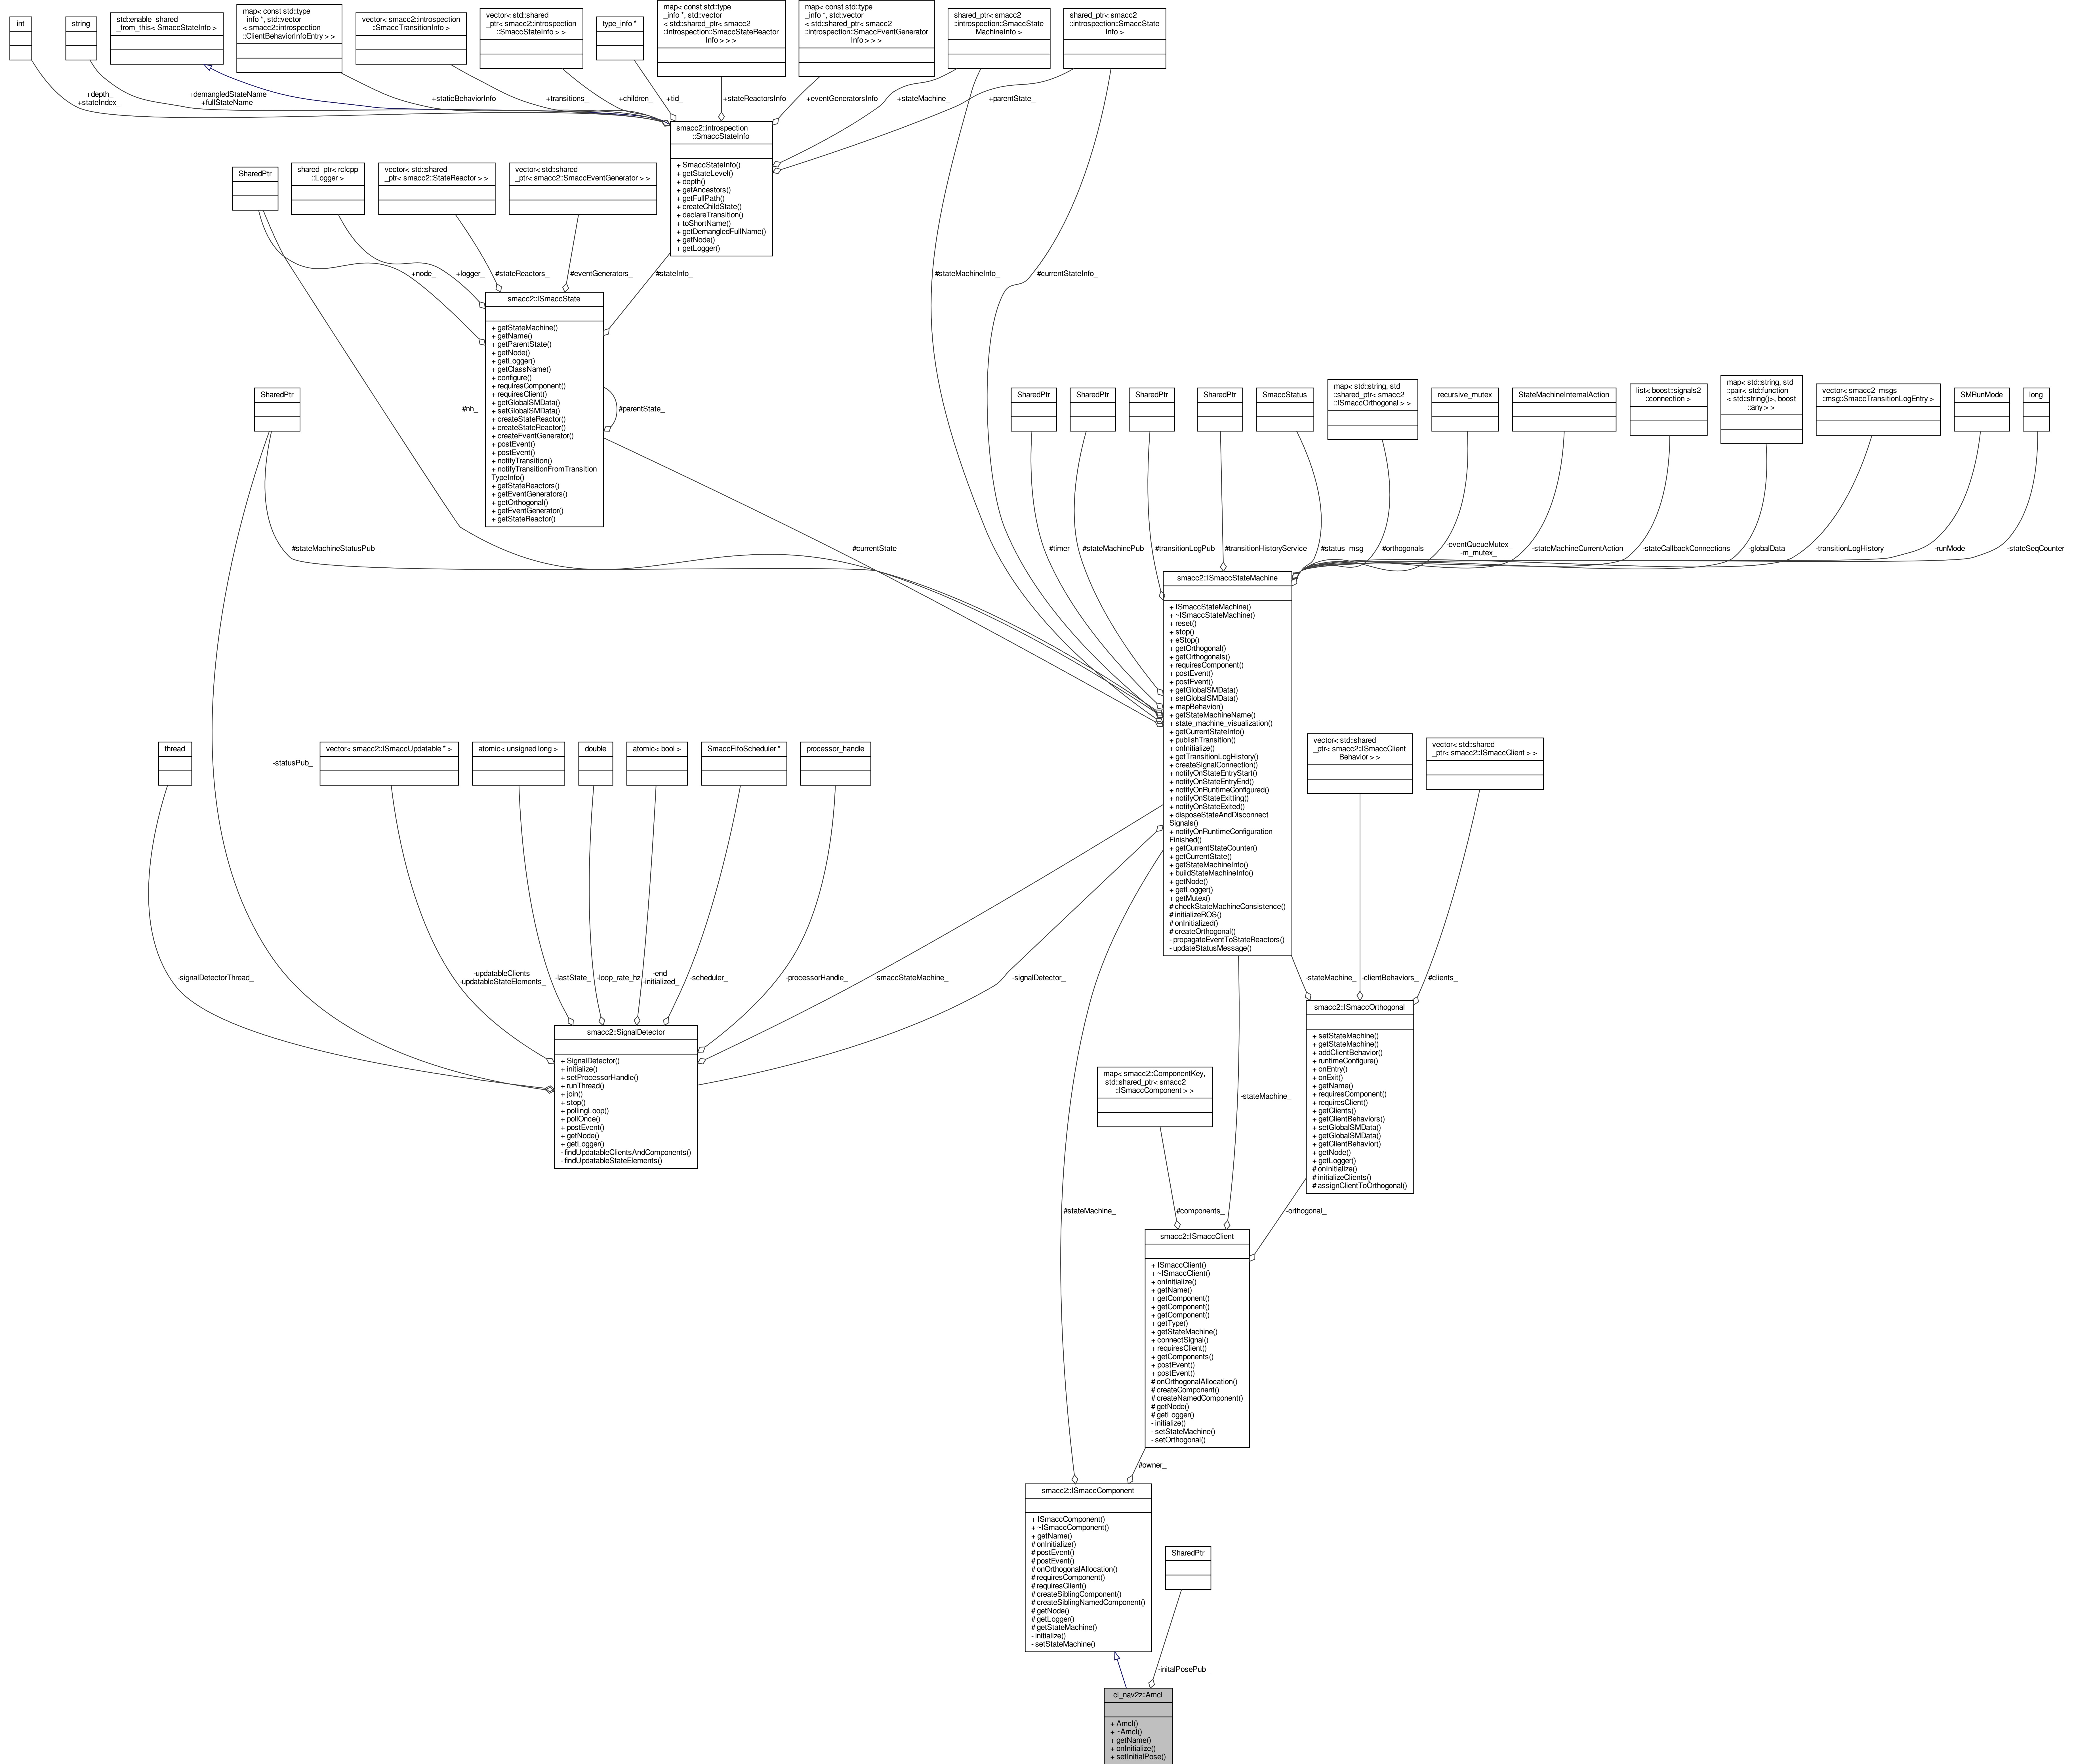 int
string
std::enable_shared
_from_this< SmaccStateInfo >
map< const std::type
_info *, std::vector
< smacc2::introspection
::ClientBehaviorInfoEntry > >
vector< smacc2::introspection
::SmaccTransitionInfo >
vector< std::shared
_ptr< smacc2::introspection
::SmaccStateInfo > >
type_info *
map< const std::type
_info *, std::vector
< std::shared_ptr< smacc2
::introspection::SmaccStateReactor
Info > > >
map< const std::type
_info *, std::vector
< std::shared_ptr< smacc2
::introspection::SmaccEventGenerator
Info > > >
shared_ptr< smacc2
::introspection::SmaccState
MachineInfo >
shared_ptr< smacc2
::introspection::SmaccState
Info >
+depth_
+stateIndex_
+demangledStateName
+fullStateName
+staticBehaviorInfo
+transitions_
+children_
+tid_
+stateReactorsInfo
+eventGeneratorsInfo
+stateMachine_
+parentState_
smacc2::introspection
::SmaccStateInfo
+ SmaccStateInfo()
+ getStateLevel()
+ depth()
+ getAncestors()
+ getFullPath()
+ createChildState()
+ declareTransition()
+ toShortName()
+ getDemangledFullName()
+ getNode()
+ getLogger()
SharedPtr
shared_ptr< rclcpp
::Logger >
vector< std::shared
_ptr< smacc2::StateReactor > >
vector< std::shared
_ptr< smacc2::SmaccEventGenerator > >
+node_
+logger_
#stateReactors_
#eventGenerators_
#stateInfo_
#stateMachineInfo_
#currentStateInfo_
smacc2::ISmaccState
+ getStateMachine()
+ getName()
+ getParentState()
+ getNode()
+ getLogger()
+ getClassName()
+ configure()
+ requiresComponent()
+ requiresClient()
+ getGlobalSMData()
+ setGlobalSMData()
+ createStateReactor()
+ createStateReactor()
+ createEventGenerator()
+ postEvent()
+ postEvent()
+ notifyTransition()
+ notifyTransitionFromTransition
TypeInfo()
+ getStateReactors()
+ getEventGenerators()
+ getOrthogonal()
+ getEventGenerator()
+ getStateReactor()
#parentState_
SharedPtr
#nh_
SharedPtr
SharedPtr
SharedPtr
SharedPtr
SmaccStatus
map< std::string, std
::shared_ptr< smacc2
::ISmaccOrthogonal > >
recursive_mutex
StateMachineInternalAction
list< boost::signals2
::connection >
map< std::string, std
::pair< std::function
< std::string()>, boost
::any > >
vector< smacc2_msgs
::msg::SmaccTransitionLogEntry >
SMRunMode
long
#stateMachineStatusPub_
#currentState_
#timer_
#stateMachinePub_
#transitionLogPub_
#transitionHistoryService_
#status_msg_
#orthogonals_
-eventQueueMutex_
-m_mutex_
-stateMachineCurrentAction
-stateCallbackConnections
-globalData_
-transitionLogHistory_
-runMode_
-stateSeqCounter_
smacc2::ISmaccStateMachine
+ ISmaccStateMachine()
+ ~ISmaccStateMachine()
+ reset()
+ stop()
+ eStop()
+ getOrthogonal()
+ getOrthogonals()
+ requiresComponent()
+ postEvent()
+ postEvent()
+ getGlobalSMData()
+ setGlobalSMData()
+ mapBehavior()
+ getStateMachineName()
+ state_machine_visualization()
+ getCurrentStateInfo()
+ publishTransition()
+ onInitialize()
+ getTransitionLogHistory()
+ createSignalConnection()
+ notifyOnStateEntryStart()
+ notifyOnStateEntryEnd()
+ notifyOnRuntimeConfigured()
+ notifyOnStateExitting()
+ notifyOnStateExited()
+ disposeStateAndDisconnect
Signals()
+ notifyOnRuntimeConfiguration
Finished()
+ getCurrentStateCounter()
+ getCurrentState()
+ getStateMachineInfo()
+ buildStateMachineInfo()
+ getNode()
+ getLogger()
+ getMutex()
# checkStateMachineConsistence()
# initializeROS()
# onInitialized()
# createOrthogonal()
- propagateEventToStateReactors()
- updateStatusMessage()
thread
-statusPub_
vector< smacc2::ISmaccUpdatable * >
atomic< unsigned long >
double
atomic< bool >
SmaccFifoScheduler *
processor_handle
vector< std::shared
_ptr< smacc2::ISmaccClient
Behavior > >
vector< std::shared
_ptr< smacc2::ISmaccClient > >
-signalDetectorThread_
-updatableClients_
-updatableStateElements_
-lastState_
-loop_rate_hz
-end_
-initialized_
-scheduler_
-processorHandle_
-smaccStateMachine_
-signalDetector_
-stateMachine_
-clientBehaviors_
#clients_
smacc2::SignalDetector
+ SignalDetector()
+ initialize()
+ setProcessorHandle()
+ runThread()
+ join()
+ stop()
+ pollingLoop()
+ pollOnce()
+ postEvent()
+ getNode()
+ getLogger()
- findUpdatableClientsAndComponents()
- findUpdatableStateElements()
smacc2::ISmaccOrthogonal
+ setStateMachine()
+ getStateMachine()
+ addClientBehavior()
+ runtimeConfigure()
+ onEntry()
+ onExit()
+ getName()
+ requiresComponent()
+ requiresClient()
+ getClients()
+ getClientBehaviors()
+ setGlobalSMData()
+ getGlobalSMData()
+ getClientBehavior()
+ getNode()
+ getLogger()
# onInitialize()
# initializeClients()
# assignClientToOrthogonal()
map< smacc2::ComponentKey,
std::shared_ptr< smacc2
::ISmaccComponent > >
-stateMachine_
#stateMachine_
#components_
-orthogonal_
smacc2::ISmaccClient
+ ISmaccClient()
+ ~ISmaccClient()
+ onInitialize()
+ getName()
+ getComponent()
+ getComponent()
+ getComponent()
+ getType()
+ getStateMachine()
+ connectSignal()
+ requiresClient()
+ getComponents()
+ postEvent()
+ postEvent()
# onOrthogonalAllocation()
# createComponent()
# createNamedComponent()
# getNode()
# getLogger()
- initialize()
- setStateMachine()
- setOrthogonal()
#owner_
smacc2::ISmaccComponent
+ ISmaccComponent()
+ ~ISmaccComponent()
+ getName()
# onInitialize()
# postEvent()
# postEvent()
# onOrthogonalAllocation()
# requiresComponent()
# requiresClient()
# createSiblingComponent()
# createSiblingNamedComponent()
# getNode()
# getLogger()
# getStateMachine()
- initialize()
- setStateMachine()
SharedPtr
-initalPosePub_
cl_nav2z::Amcl
+ Amcl()
+ ~Amcl()
+ getName()
+ onInitialize()
+ setInitialPose()